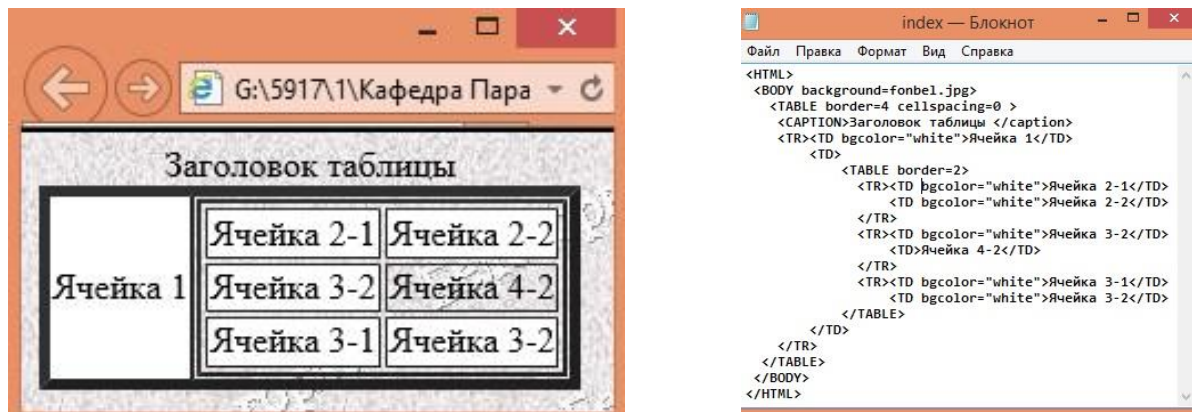 G:\5917\1\Кафедра Пара
Заголовок таблицы
Ячейка 1
Ячейка 2-1 Ячейка 2-2
Ячейка 3-2 Ячейка 4-2
Ячейка 3-1 Ячейка 3-2
index — Блокнот
Файл Правка Формат Вид Справка
<HTML>
<BODY background=fonbel.jpg>
<TABLE border=4 cellspacing=0 >
<CAPTION>Заголовок таблицы </caption>
<TR><TD bgcolor="white">Ячейка 1</TD>
<TD>
<TABLE border=2>
<TR><TD bgcolor="white">Ячейка 2-1</TD>
<TD bgcolor="white">Ячейка 2-2</TD>
</TR>
<TR><TD bgcolor="white">Ячейка 3-2</TD>
<TD>Ячейка 4-2</TD>
</TR>
<TR><TD bgcolor="white">Ячейка 3-1</TD>
<TD bgcolor="white">Ячейка 3-2</TD>
</TABLE>
</TD>
</TR>
</TABLE>
</BODY>
</HTML>